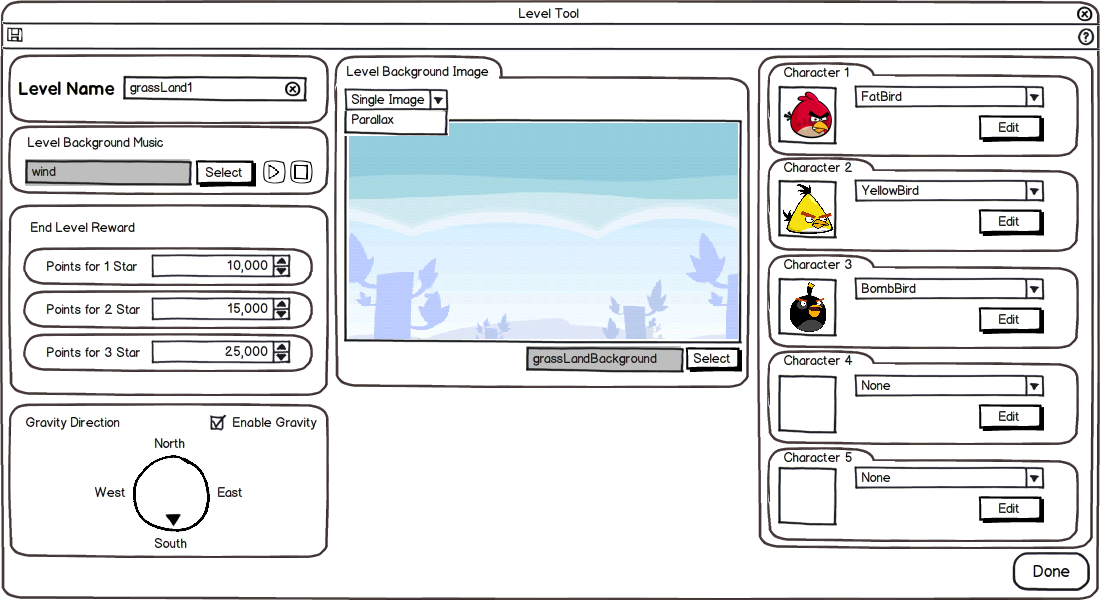 Level Tool
?
Level Name
grassLand1
Level Background Music
wind
Select
End Level Reward
Points for 1 Star
10,000
Points for 2 Star
15,000
Points for 3 Star
25,000
Gravity Direction
Enable Gravity
North
West
East
South
Level Background Image
Single Image
Parallax
grassLandBackground
Select
Character 1
FatBird
Edit
Character 2
YellowBird
Edit
Character 3
BombBird
Edit
Character 4
None
Edit
Character 5
None
Edit
Done